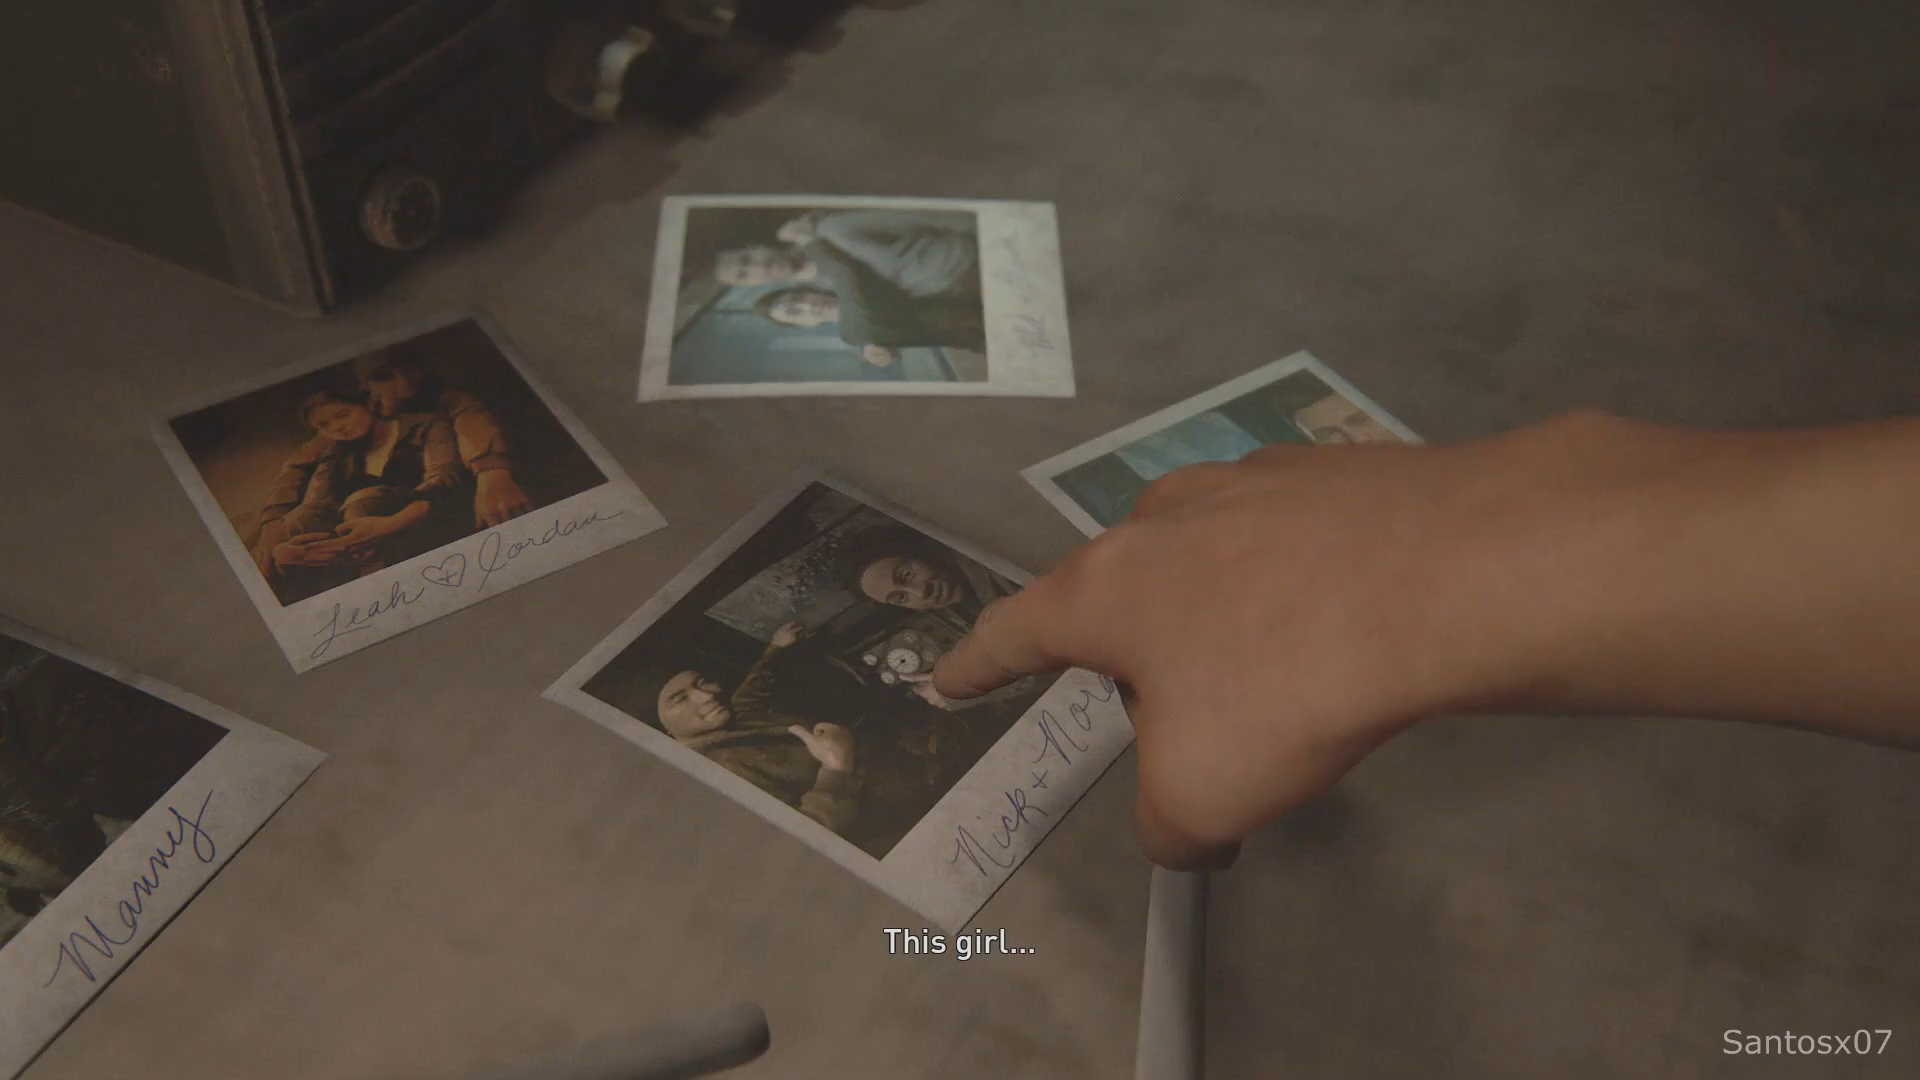 Leah + Jordan
Nick + Nora
Manny
This girl...
Santosx07